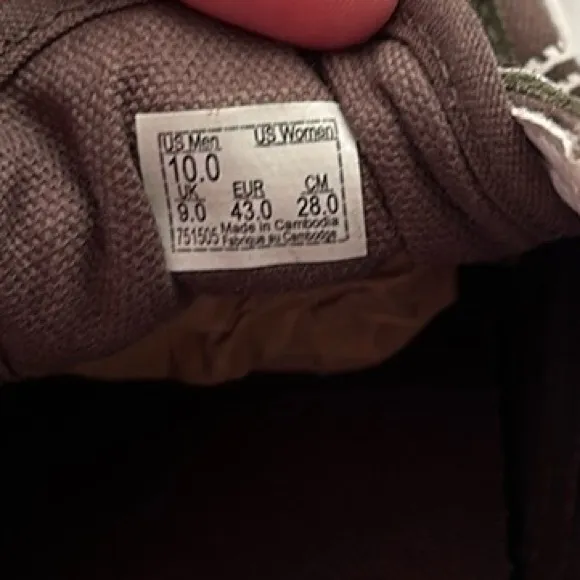 US Men US Women
10.0
UK EUR CM
9.0 43.0 28.0
751505 Made in Cambodia
Fabrique au Cambodge